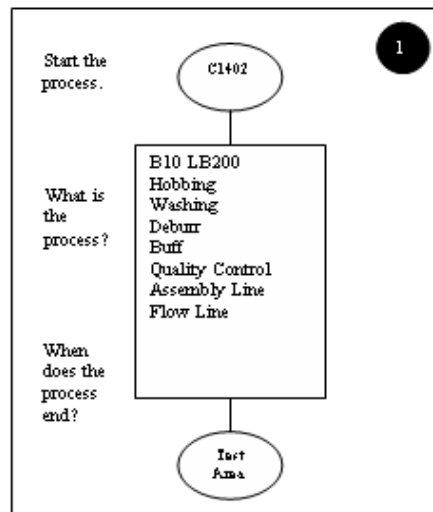 1
Start the
process.
C1402
B10 LB200
Hobbing
Washing
Deburr
Buff
Quality Control
Assembly Line
Flow Line
What is
the
process?
When
does the
process
end?
Test
Area